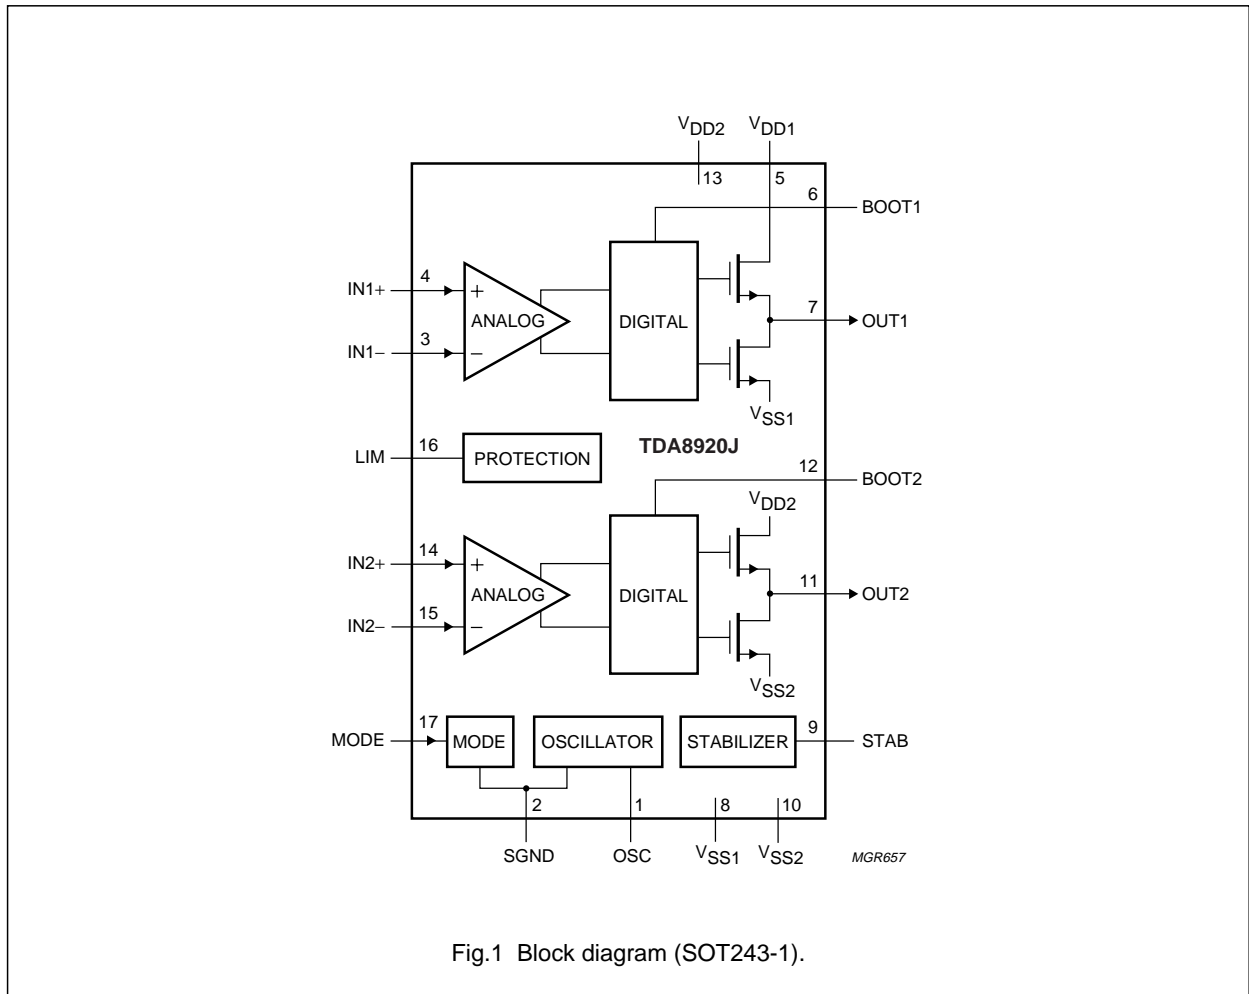 VDD2 VDD1
13 5
6 BOOT1
IN1+ 4 +
ANALOG DIGITAL
7 OUT1
IN1− 3 −
VSS1
TDA8920J
LIM 16 PROTECTION
12 BOOT2
VDD2
IN2+ 14 +
ANALOG DIGITAL
11 OUT2
IN2− 15 −
VSS2
MODE 17 MODE OSCILLATOR STABILIZER 9 STAB
2 1 8 10
SGND OSC VSS1 VSS2 MGR657
Fig.1 Block diagram (SOT243-1).